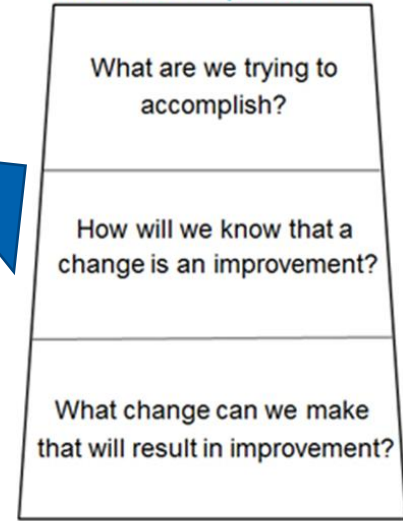 What are we trying to
accomplish?
How will we know that a
change is an improvement?
What change can we make
that will result in improvement?